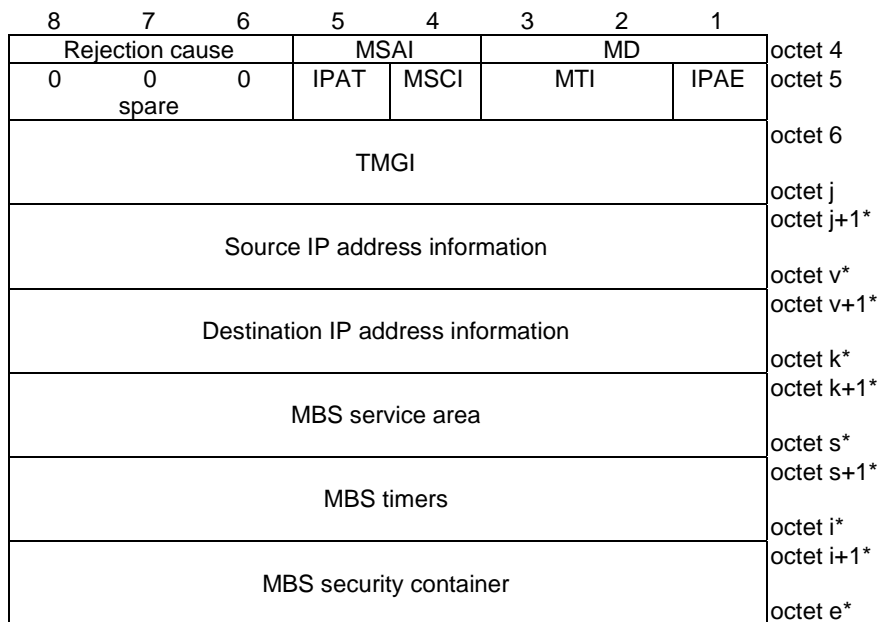 8 7 6 5 4 3 2 1
Rejection cause MSAI MD octet 4
0 0 0 IPAT MSCI MTI IPAE octet 5
spare
octet 6
TMGI
octet j
octet j+1*
Source IP address information
octet v*
octet v+1*
Destination IP address information
octet k*
octet k+1*
MBS service area
octet s*
octet s+1*
MBS timers
octet i*
octet i+1*
MBS security container
octet e*